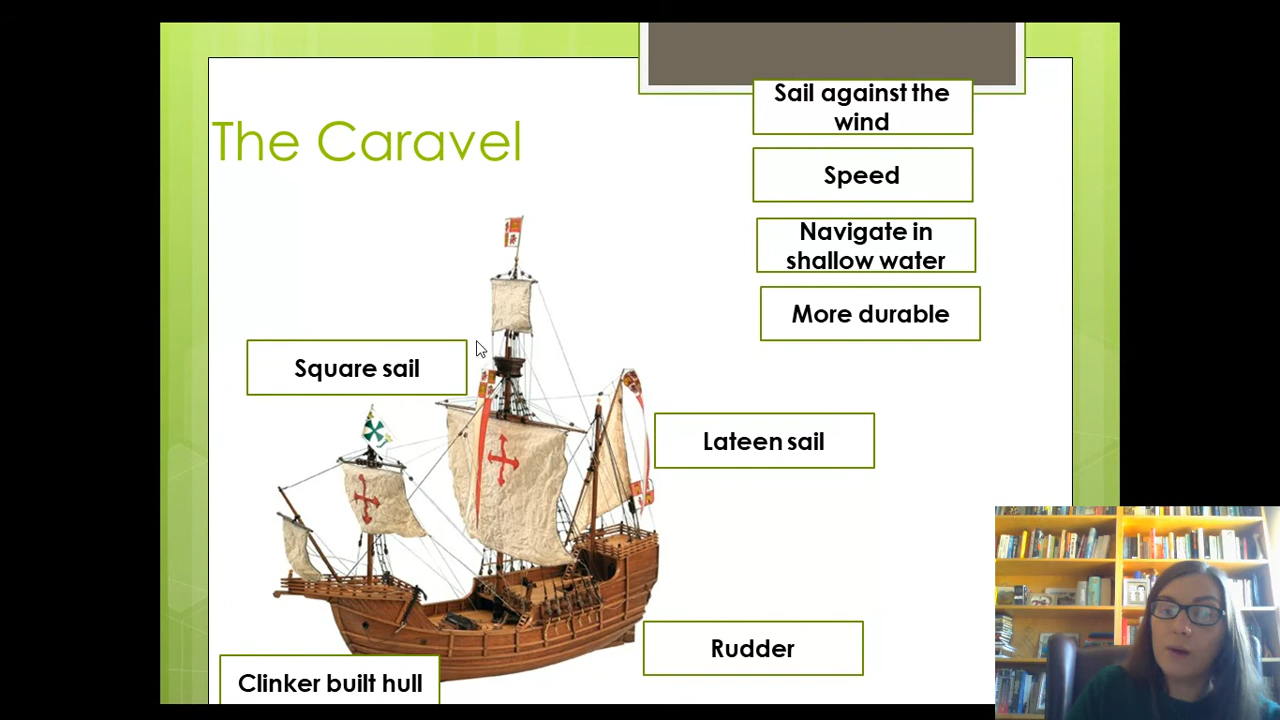 The Caravel
Sail against the
wind
Speed
Navigate in
shallow water
More durable
Square sail
Lateen sail
Rudder
Clinker built hull